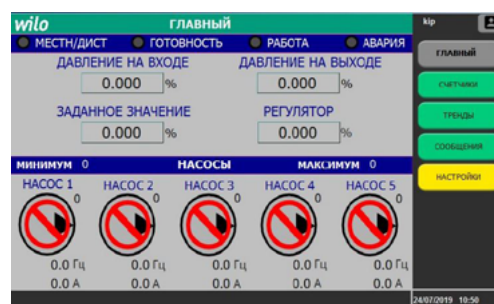 wilo ГЛАВНЫЙ kip
МЕСТН/ДИСТ ГОТОВНОСТЬ РАБОТА АВАРИЯ
ГЛАВНЫЙ
ДАВЛЕНИЕ НА ВХОДЕ ДАВЛЕНИЕ НА ВЫХОДЕ
0.000 % 0.000 %
СЧЕТЧИКИ
ЗАДАННОЕ ЗНАЧЕНИЕ РЕГУЛЯТОР
ТРЕНДЫ
0.000 % 0.000 %
СООБЩЕНИЯ
МИНИМУМ 0 НАСОСЫ МАКСИМУМ 0
НАСТРОЙКИ
НАСОС 1 НАСОС 2 НАСОС 3 НАСОС 4 НАСОС 5
0 0 0 0 0
0.0 Гц 0.0 Гц 0.0 Гц 0.0 Гц 0.0 Гц
0.0 А 0.0 А 0.0 А 0.0 А 0.0 А
24/07/2019 10:50